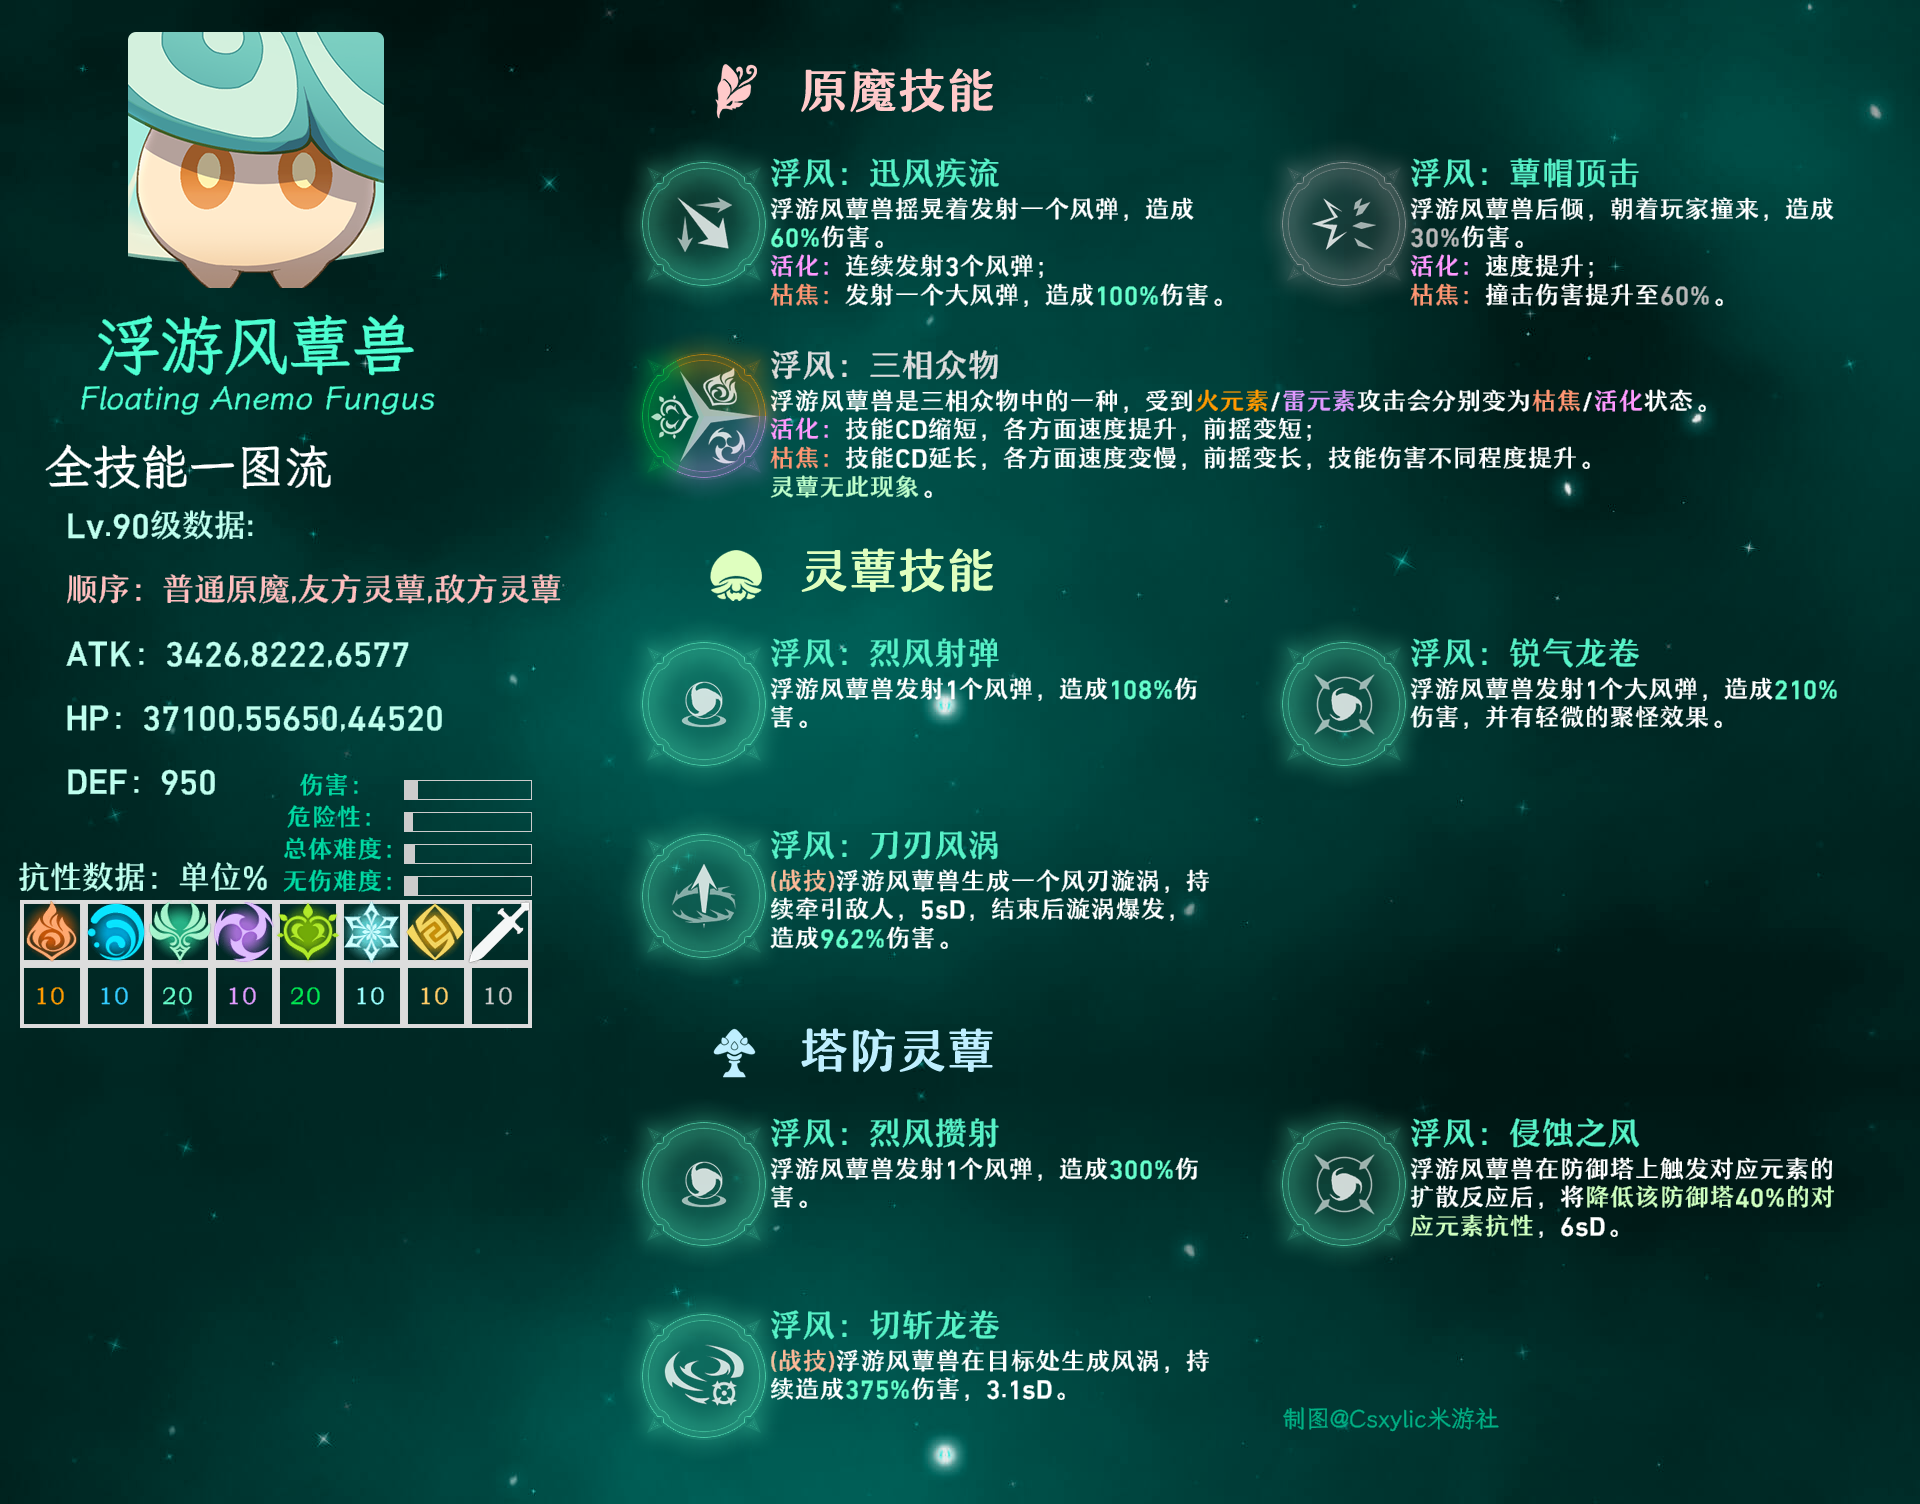 浮游风蕈兽
Floating Anemo Fungus
全技能一图流
Lv.90级数据:
顺序：普通原魔,友方灵蕈,敌方灵蕈
ATK：3426,8222,6577
HP：37100,55650,44520
DEF：950
伤害：
危险性：
总体难度：
无伤难度：
抗性数据：单位%
10 10 20 10 20 10 10 10
原魔技能
浮风：迅风疾流
浮游风蕈兽摇晃着发射一个风弹，造成
60%伤害。
活化：连续发射3个风弹；
枯焦：发射一个大风弹，造成100%伤害。
浮风：蕈帽顶击
浮游风蕈兽后倾，朝着玩家撞来，造成
30%伤害。
活化：速度提升；
枯焦：撞击伤害提升至60%。
浮风：三相众物
浮游风蕈兽是三相众物中的一种，受到火元素/雷元素攻击会分别变为枯焦/活化状态。
活化：技能CD缩短，各方面速度提升，前摇变短；
枯焦：技能CD延长，各方面速度变慢，前摇变长，技能伤害不同程度提升。
灵蕈无此现象。
灵蕈技能
浮风：烈风射弹
浮游风蕈兽发射1个风弹，造成108%伤
害。
浮风：锐气龙卷
浮游风蕈兽发射1个大风弹，造成210%
伤害，并有轻微的聚怪效果。
浮风：刀刃风涡
(战技)浮游风蕈兽生成一个风刃漩涡，持
续牵引敌人，5sD，结束后漩涡爆发，
造成962%伤害。
塔防灵蕈
浮风：烈风攒射
浮游风蕈兽发射1个风弹，造成300%伤
害。
浮风：侵蚀之风
浮游风蕈兽在防御塔上触发对应元素的
扩散反应后，将降低该防御塔40%的对
应元素抗性，6sD。
浮风：切斩龙卷
(战技)浮游风蕈兽在目标处生成风涡，持
续造成375%伤害，3.1sD。
制图@Csxylic米游社